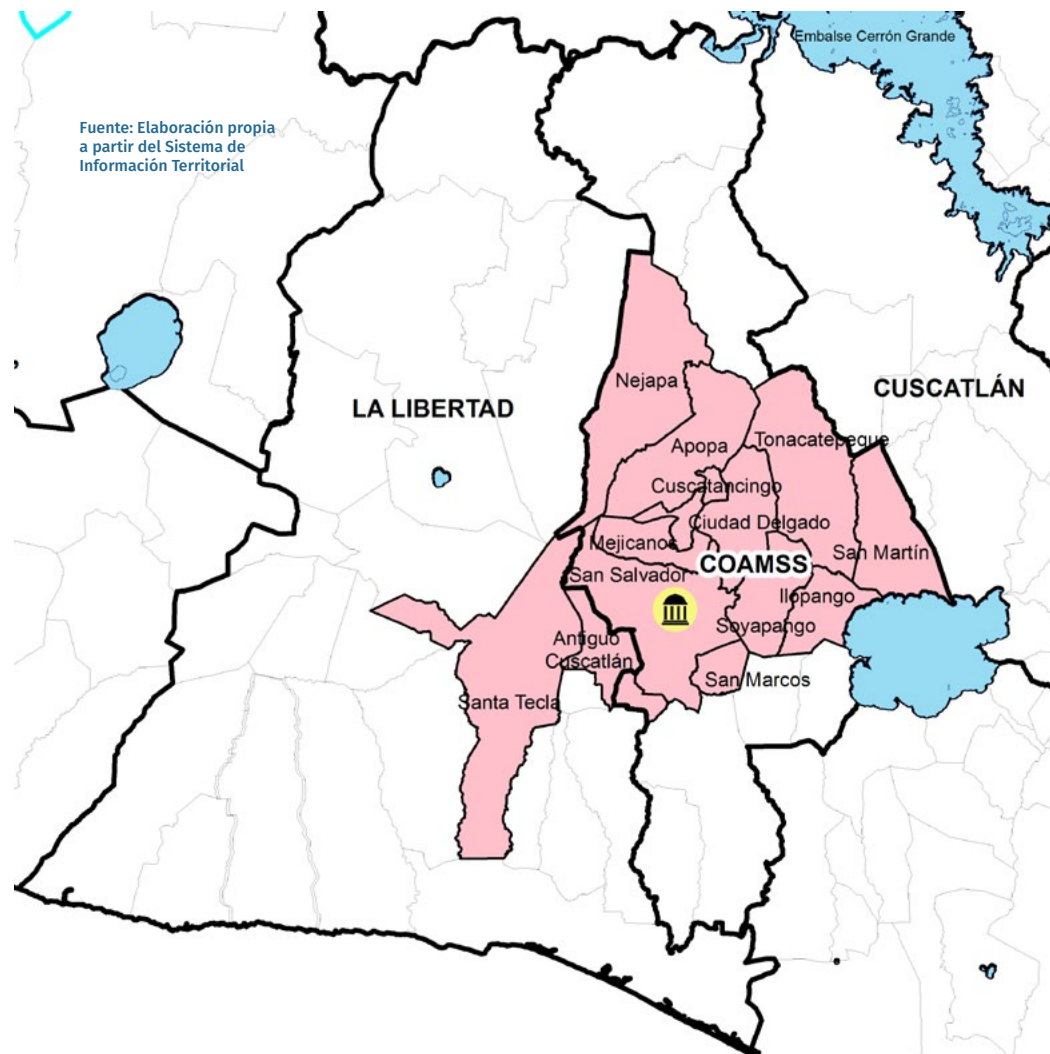 Embalse Cerrón Grande
Fuente: Elaboración propia
a partir del Sistema de
Información Territorial
Nejapa
CUSCATLÁN
LA LIBERTAD
Apopa
Tonacatepeque
Cuscatancingo
Ciudad Delgado
Mejicanos
San Martín
COAMSS
San Salvador
Ilopango
Soyapango
Antiguo
Cuscatlán
San Marcos
Santa Tecla